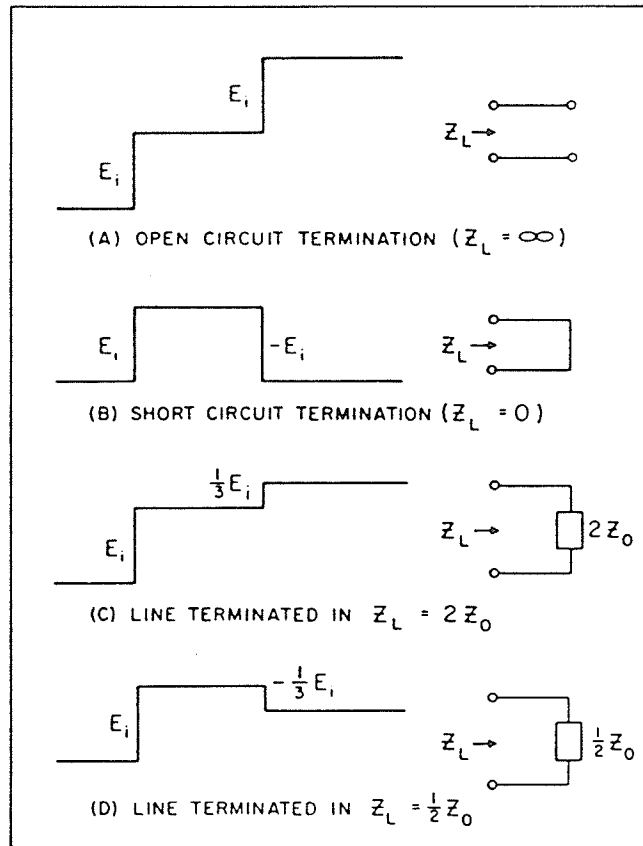 E_i
E_i
Z_L →
(A) OPEN CIRCUIT TERMINATION (Z_L = ∞)
E_i
-E_i
Z_L →
(B) SHORT CIRCUIT TERMINATION (Z_L = 0)
1/3 E_i
E_i
Z_L →
2Z_0
(C) LINE TERMINATED IN Z_L = 2Z_0
-1/3 E_i
E_i
Z_L →
1/2 Z_0
(D) LINE TERMINATED IN Z_L = 1/2 Z_0